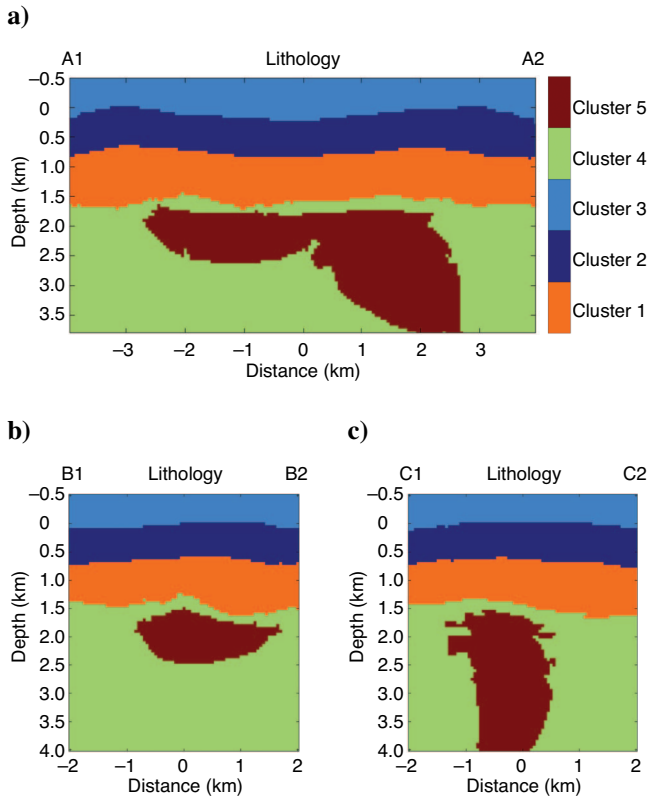 a)
A1 Lithology A2
–0.5
0
0.5
1.0
1.5
2.0
2.5
3.0
3.5
Depth (km)
–3 –2 –1 0 1 2 3
Distance (km)
Cluster 5
Cluster 4
Cluster 3
Cluster 2
Cluster 1
b)
B1 Lithology B2
–0.5
0
0.5
1.0
1.5
2.0
2.5
3.0
3.5
4.0
Depth (km)
–2 –1 0 1 2
Distance (km)
c)
C1 Lithology C2
–0.5
0
0.5
1.0
1.5
2.0
2.5
3.0
3.5
4.0
Depth (km)
–2 –1 0 1 2
Distance (km)